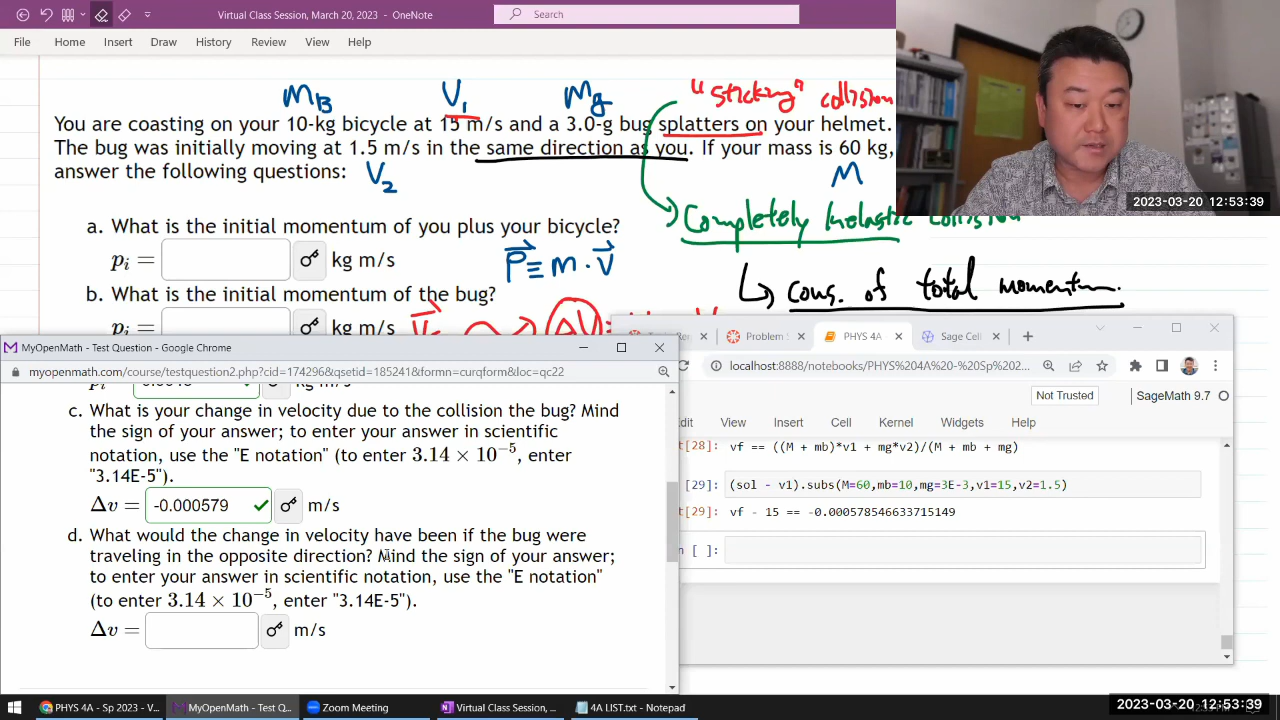 Virtual Class Session, March 20, 2023 - OneNote
Search
File Home Insert Draw History Review View Help
MB V1 Mg "sticking" collision
You are coasting on your 10-kg bicycle at 15 m/s and a 3.0-g bug splatters on your helmet.
The bug was initially moving at 1.5 m/s in the same direction as you. If your mass is 60 kg,
answer the following questions:
V2 M
Completely Inelastic collision
a. What is the initial momentum of you plus your bicycle?
pi = kg m/s
P ≡ m · V
b. What is the initial momentum of the bug?
cons. of total momentum.
pi = kg m/s
MyOpenMath - Test Question - Google Chrome
myopenmath.com/course/testquestion2.php?cid=174296&qsetid=185241&formn=curqform&loc=qc22
kg m/s
c. What is your change in velocity due to the collision the bug? Mind
the sign of your answer; to enter your answer in scientific
notation, use the "E notation" (to enter 3.14 × 10^-5, enter
"3.14E-5").
Δv = -0.000579 m/s
d. What would the change in velocity have been if the bug were
traveling in the opposite direction? Mind the sign of your answer;
to enter your answer in scientific notation, use the "E notation"
(to enter 3.14 × 10^-5, enter "3.14E-5").
Δv = m/s
Problem S
PHYS 4A
Sage Cell
localhost:8888/notebooks/PHYS%204A%20-%20Sp%202...
Not Trusted SageMath 9.7
View Insert Cell Kernel Widgets Help
[28]: vf == ((M + mb)*v1 + mg*v2)/(M + mb + mg)
[29]: (sol - v1).subs(M=60,mb=10,mg=3E-3,v1=15,v2=1.5)
[29]: vf - 15 == -0.000578546633715149
[ ]:
2023-03-20 12:53:39
PHYS 4A - Sp 2023 - V...
MyOpenMath - Test Q...
Zoom Meeting
Virtual Class Session, ...
4A LIST.txt - Notepad
2023-03-20 12:53:39